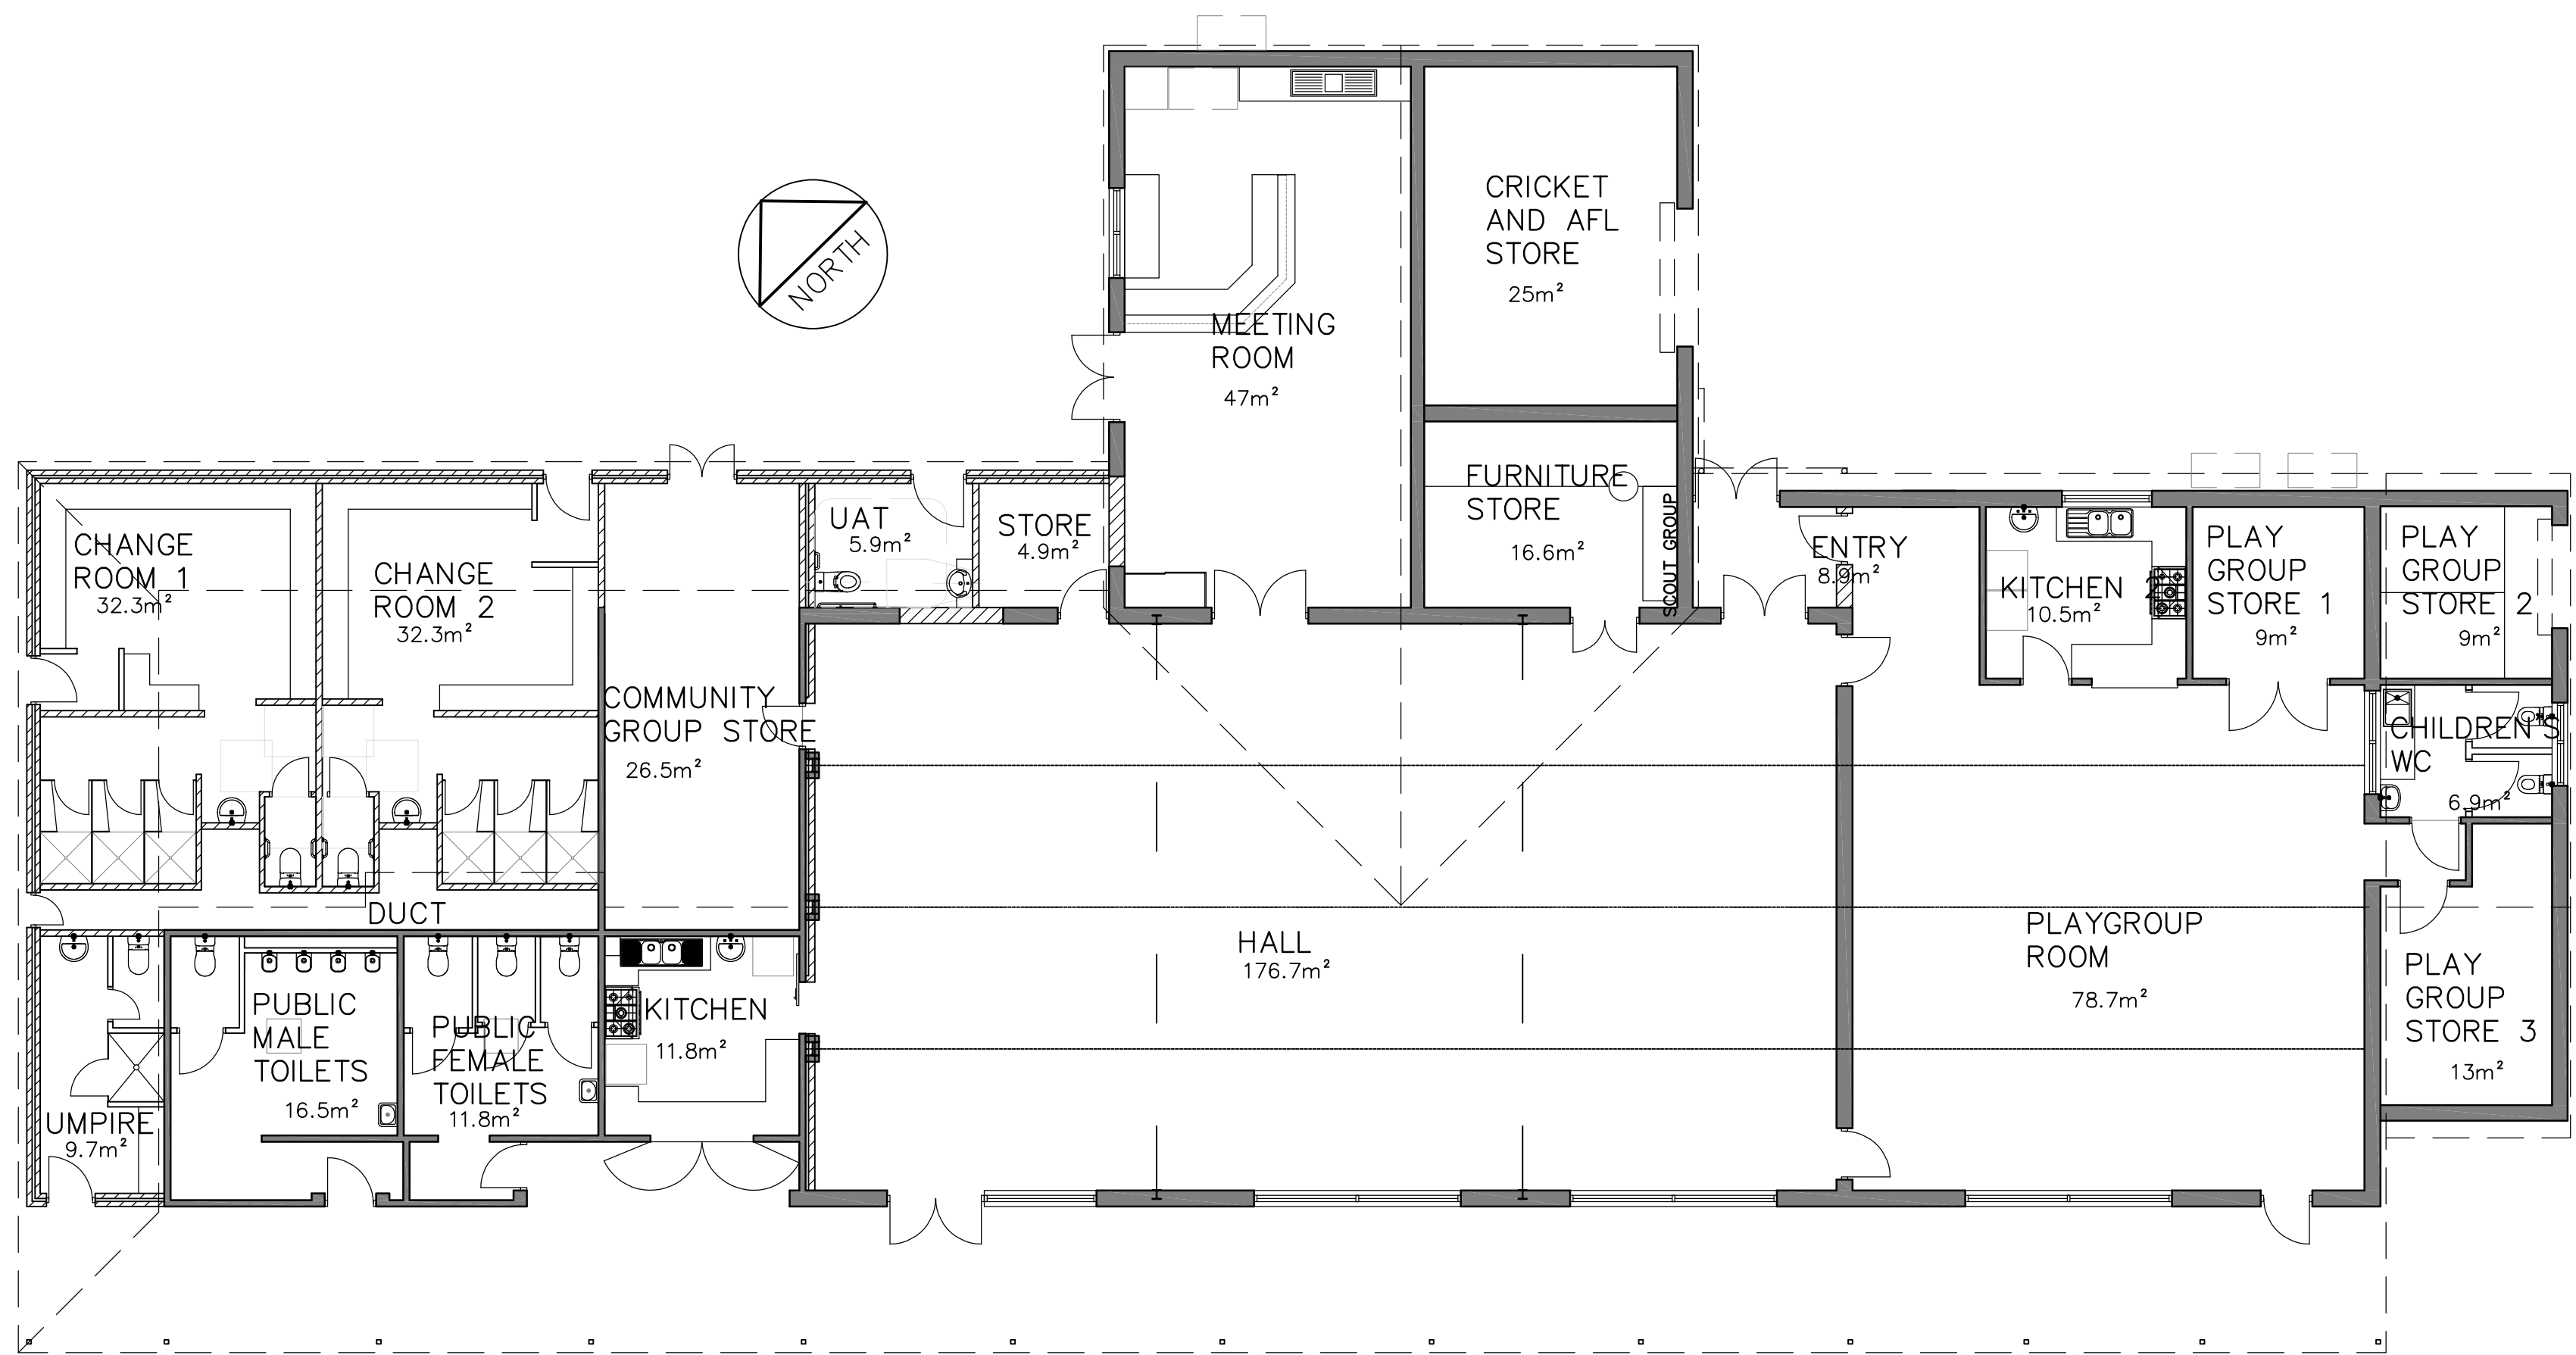 NORTH
CRICKET
AND AFL
STORE
25m²
MEETING
ROOM
47m²
FURNITURE
STORE
16.6m²
SCOUT GROUP
CHANGE
ROOM 1
32.3m²
CHANGE
ROOM 2
32.3m²
UAT
5.9m²
STORE
4.9m²
ENTRY
8.9m²
KITCHEN 2
10.5m²
PLAY
GROUP
STORE 1
9m²
PLAY
GROUP
STORE 2
9m²
COMMUNITY
GROUP STORE
26.5m²
CHILDREN'S
WC
6.9m²
DUCT
HALL
176.7m²
PLAYGROUP
ROOM
78.7m²
PLAY
GROUP
STORE 3
13m²
UMPIRE
9.7m²
PUBLIC
MALE
TOILETS
16.5m²
PUBLIC
FEMALE
TOILETS
11.8m²
KITCHEN
11.8m²